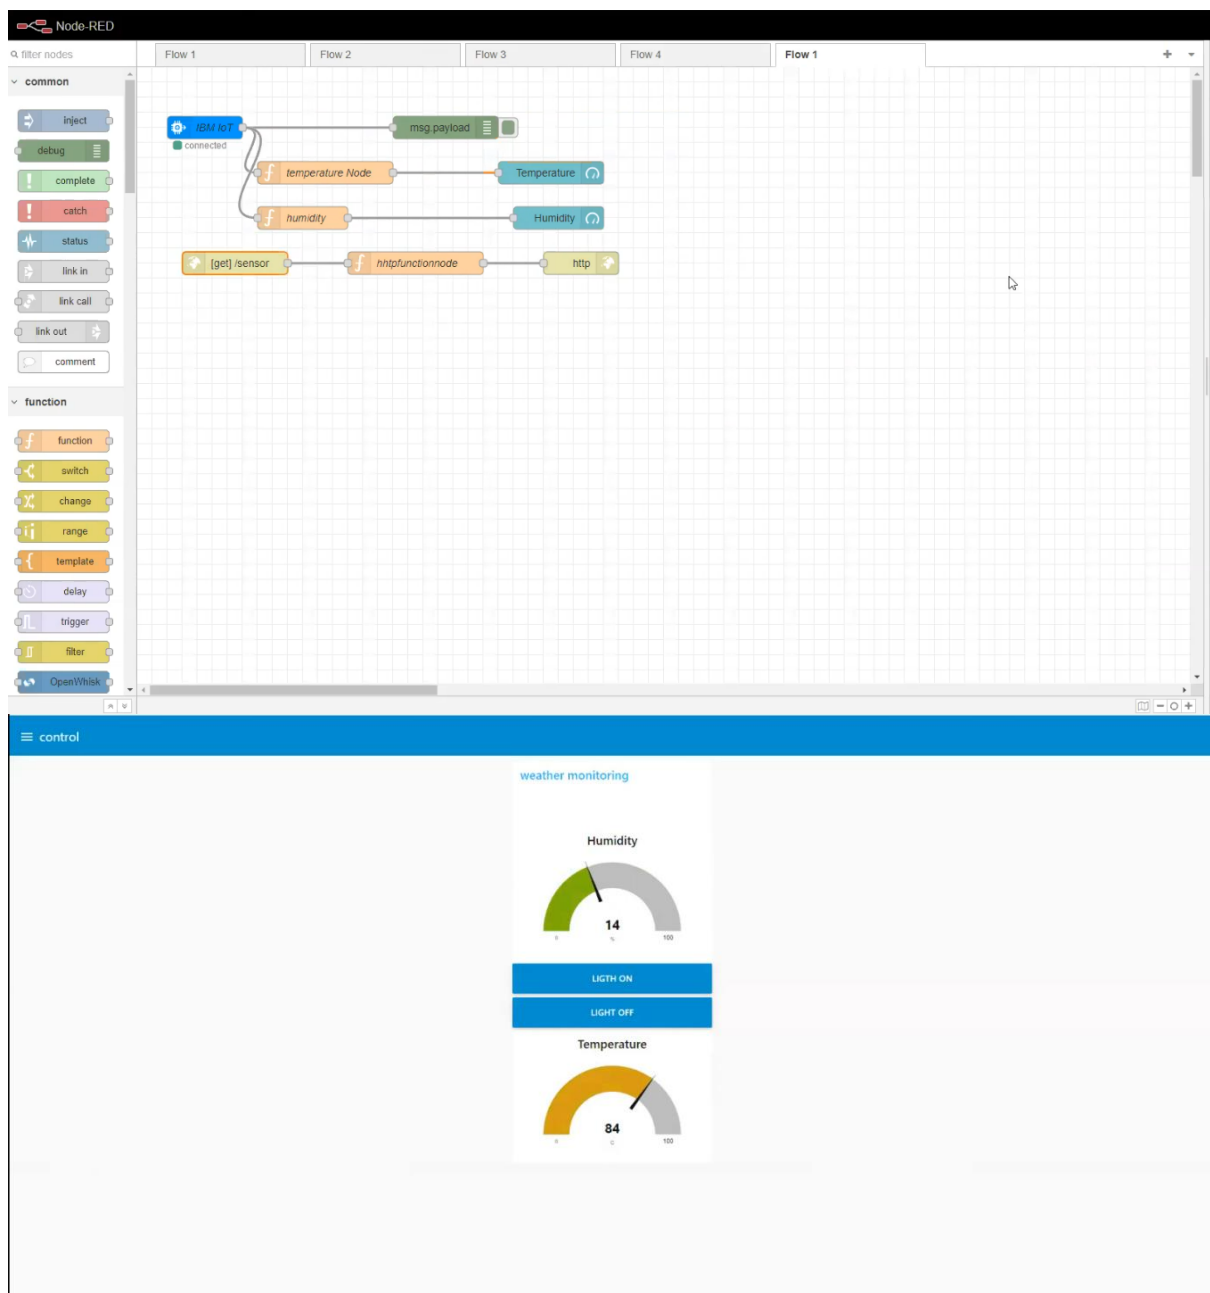 Node-RED
filter nodes
Flow 1
Flow 2
Flow 3
Flow 4
Flow 1
common
inject
debug
complete
catch
status
link in
link call
link out
comment
function
function
switch
change
range
template
delay
trigger
filter
OpenWhisk
IBM IoT
connected
msg.payload
temperature Node
Temperature
humidity
Humidity
[get] /sensor
hhtpfunctionnode
http
control
weather monitoring
Humidity
14
0
%
100
LIGTH ON
LIGHT OFF
Temperature
84
0
100